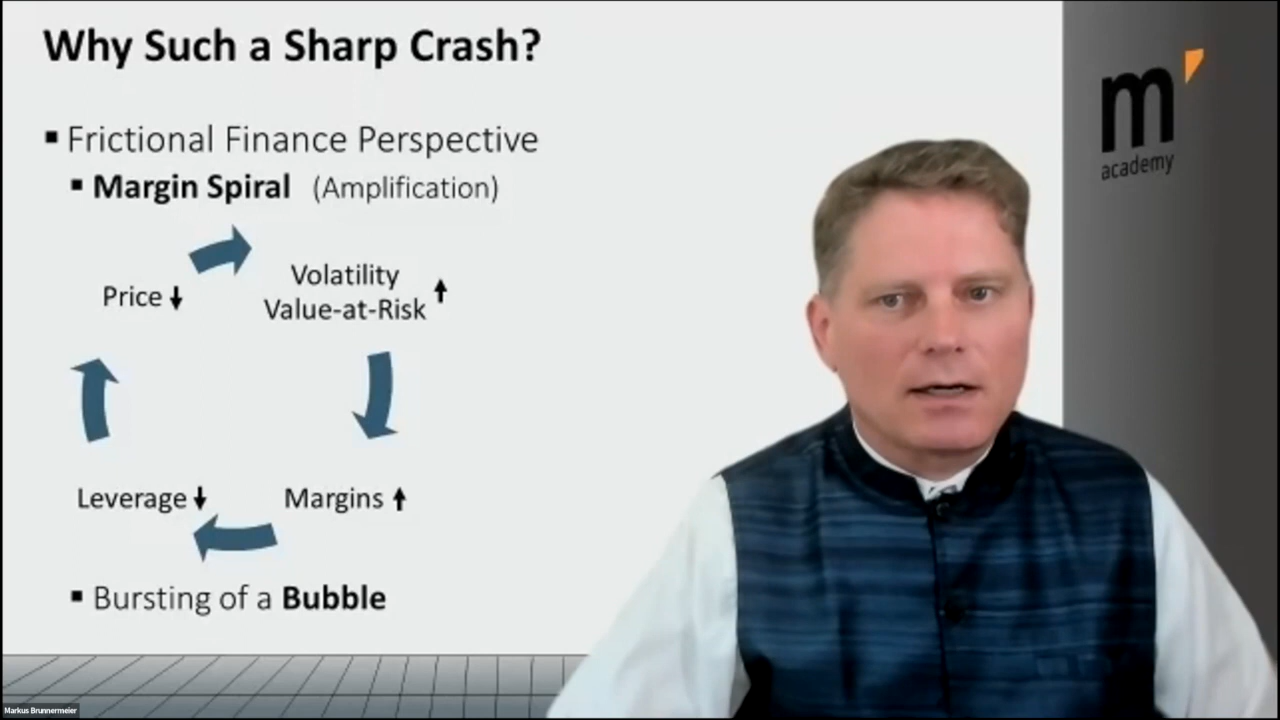 Why Such a Sharp Crash?
▪ Frictional Finance Perspective
▪ Margin Spiral (Amplification)
Price ↓
Volatility
Value-at-Risk ↑
Leverage ↓
Margins ↑
▪ Bursting of a Bubble
m'
academy
Markus Brunnermeier